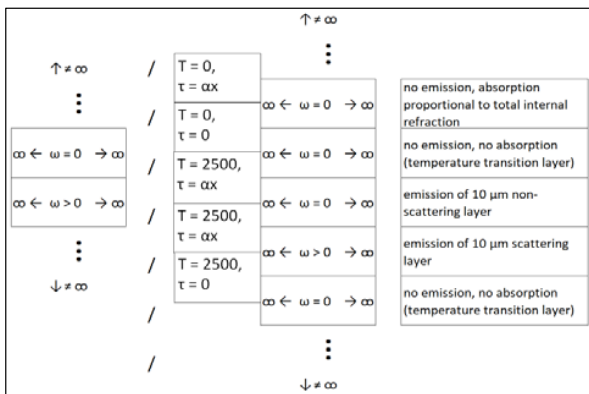 ↑ ≠ ∞
⋮
∞ ← ω = 0 → ∞
∞ ← ω > 0 → ∞
⋮
↓ ≠ ∞
/
/
/
/
/
/
/
T = 0,
τ = αx
T = 0,
τ = 0
T = 2500,
τ = αx
T = 2500,
τ = αx
T = 2500,
τ = 0
↑ ≠ ∞
⋮
∞ ← ω = 0 → ∞
∞ ← ω = 0 → ∞
∞ ← ω = 0 → ∞
∞ ← ω > 0 → ∞
∞ ← ω = 0 → ∞
⋮
↓ ≠ ∞
no emission, absorption
proportional to total internal
refraction
no emission, no absorption
(temperature transition layer)
emission of 10 μm non-
scattering layer
emission of 10 μm scattering
layer
no emission, no absorption
(temperature transition layer)